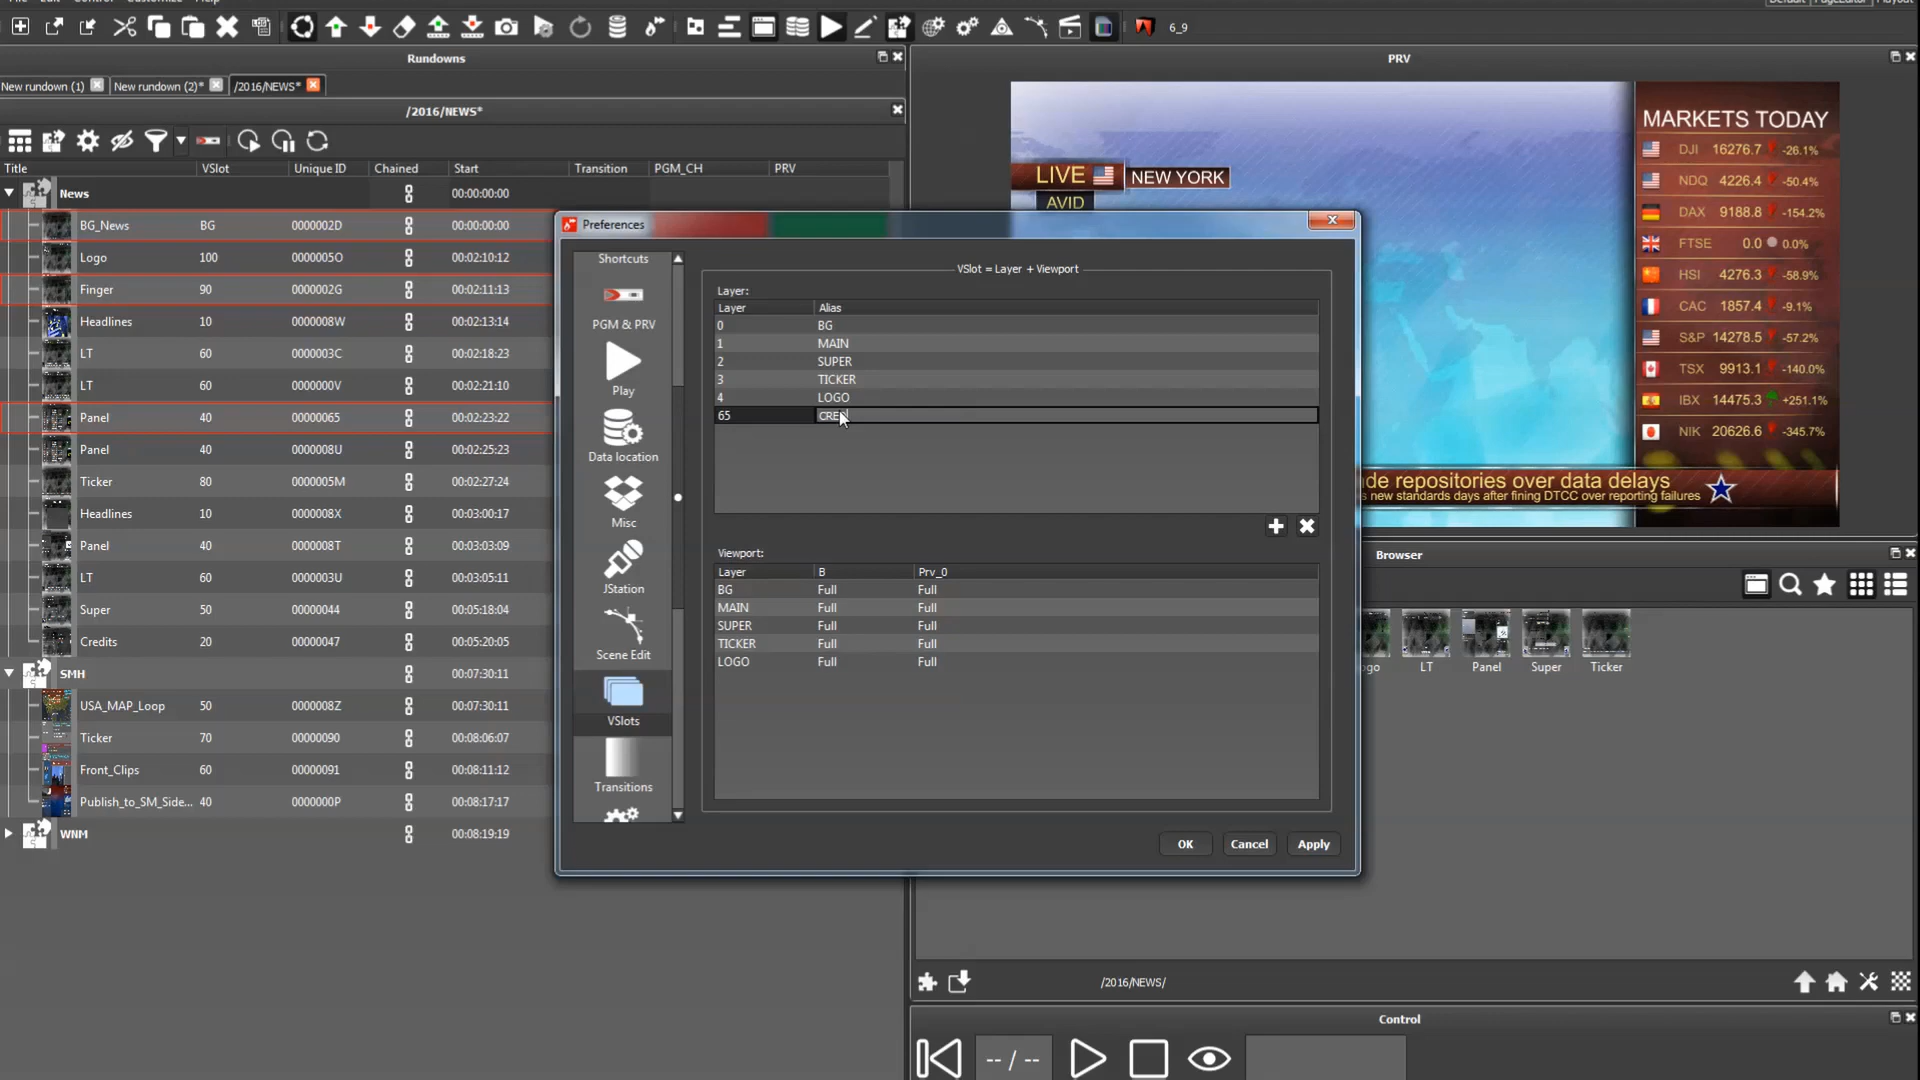 Default PageEditor Playout
6_9
Rundowns
PRV
New rundown (1) New rundown (2)* /2016/NEWS*
/2016/NEWS*
Title VSlot Unique ID Chained Start Transition PGM_CH PRV
News 00:00:00:00
BG_News BG 0000002D 00:00:00:00
Logo 100 0000005O 00:02:10:12
Finger 90 0000002G 00:02:11:13
Headlines 10 0000008W 00:02:13:14
LT 60 0000003C 00:02:18:23
LT 60 0000000V 00:02:21:10
Panel 40 00000065 00:02:23:22
Panel 40 0000008U 00:02:25:23
Ticker 80 0000005M 00:02:27:24
Headlines 10 0000008X 00:03:00:17
Panel 40 0000008T 00:03:03:09
LT 60 0000003U 00:03:05:11
Super 50 00000044 00:05:18:04
Credits 20 00000047 00:05:20:05
SMH 00:07:30:11
USA_MAP_Loop 50 0000008Z 00:07:30:11
Ticker 70 00000090 00:08:06:07
Front_Clips 60 00000091 00:08:11:12
Publish_to_SM_Side... 40 0000000P 00:08:17:17
WNM 00:08:19:19
LIVE NEW YORK
AVID
MARKETS TODAY
DJI 16276.7 -26.1%
NDQ 4226.4 -50.4%
DAX 9188.8 -154.2%
FTSE 0.0 0.0%
HSI 4276.3 -58.9%
CAC 1857.4 -9.1%
S&P 14278.5 -57.2%
TSX 9913.1 -140.0%
IBX 14475.3 +251.1%
NIK 20626.6 -345.7%
de repositories over data delays
s new standards days after fining DTCC over reporting failures
Preferences
Shortcuts
PGM & PRV
Play
Data location
Misc
JStation
Scene Edit
VSlots
Transitions
VSlot = Layer + Viewport
Layer:
Layer Alias
0 BG
1 MAIN
2 SUPER
3 TICKER
4 LOGO
65 CRE
Viewport:
Layer B Prv_0
BG Full Full
MAIN Full Full
SUPER Full Full
TICKER Full Full
LOGO Full Full
OK Cancel Apply
Browser
ogo LT Panel Super Ticker
/2016/NEWS/
Control
-- / --